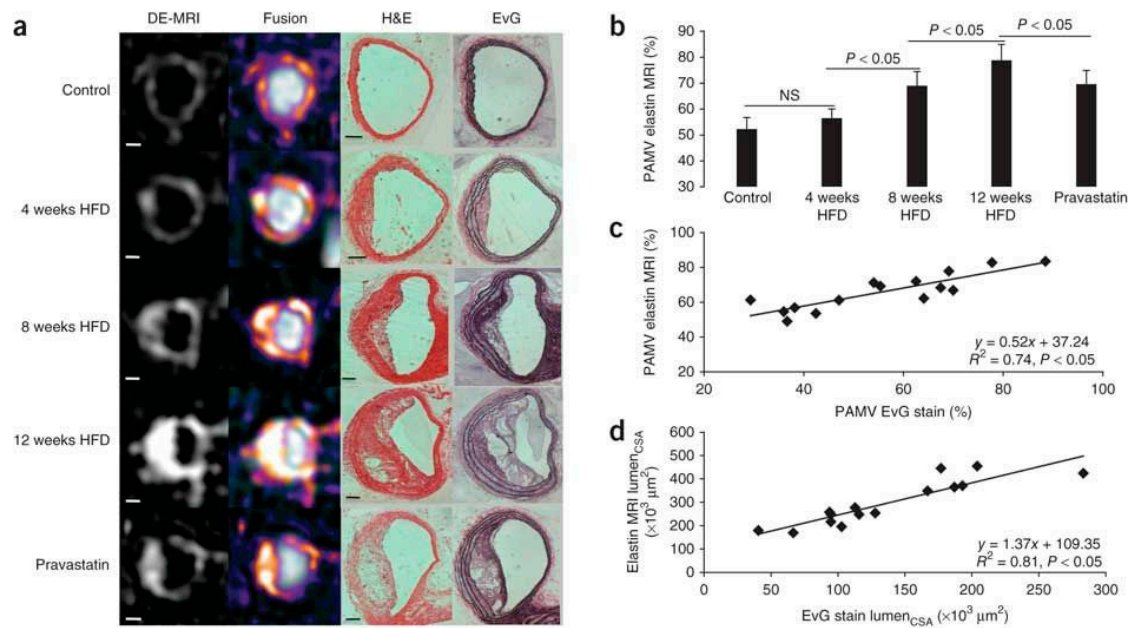 a
DE-MRI Fusion H&E EvG
Control
4 weeks HFD
8 weeks HFD
12 weeks HFD
Pravastatin
b
PAMV elastin MRI (%)
90
80
70
60
50
40
30
NS
P < 0.05
P < 0.05
P < 0.05
Control 4 weeks 8 weeks 12 weeks Pravastatin
HFD HFD HFD
c
PAMV elastin MRI (%)
100
80
60
40
20
y = 0.52x + 37.24
R² = 0.74, P < 0.05
20 40 60 80 100
PAMV EvG stain (%)
d
Elastin MRI lumenCSA
(×10³ µm²)
600
500
400
300
200
100
0
y = 1.37x + 109.35
R² = 0.81, P < 0.05
0 50 100 150 200 250 300
EvG stain lumenCSA (×10³ µm²)